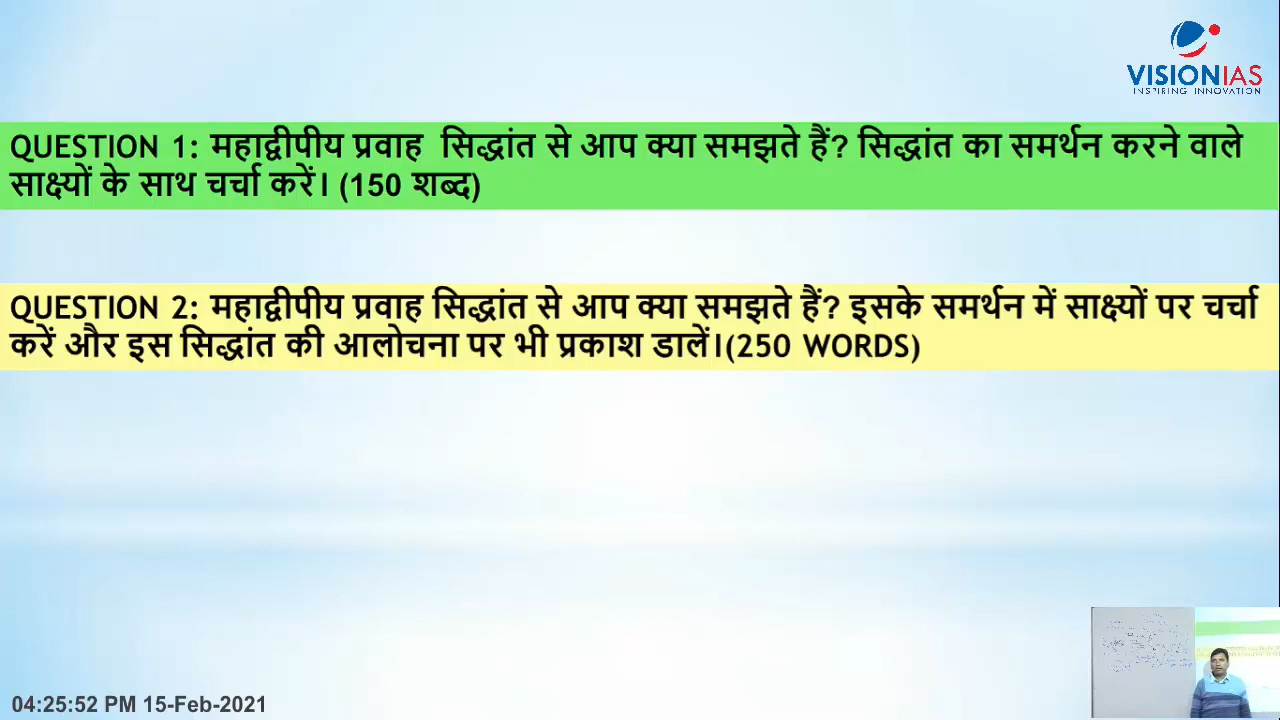 VISIONIAS
INSPIRING INNOVATION
QUESTION 1: महाद्वीपीय प्रवाह सिद्धांत से आप क्या समझते हैं? सिद्धांत का समर्थन करने वाले
साक्ष्यों के साथ चर्चा करें। (150 शब्द)
QUESTION 2: महाद्वीपीय प्रवाह सिद्धांत से आप क्या समझते हैं? इसके समर्थन में साक्ष्यों पर चर्चा
करें और इस सिद्धांत की आलोचना पर भी प्रकाश डालें।(250 WORDS)
04:25:52 PM 15-Feb-2021